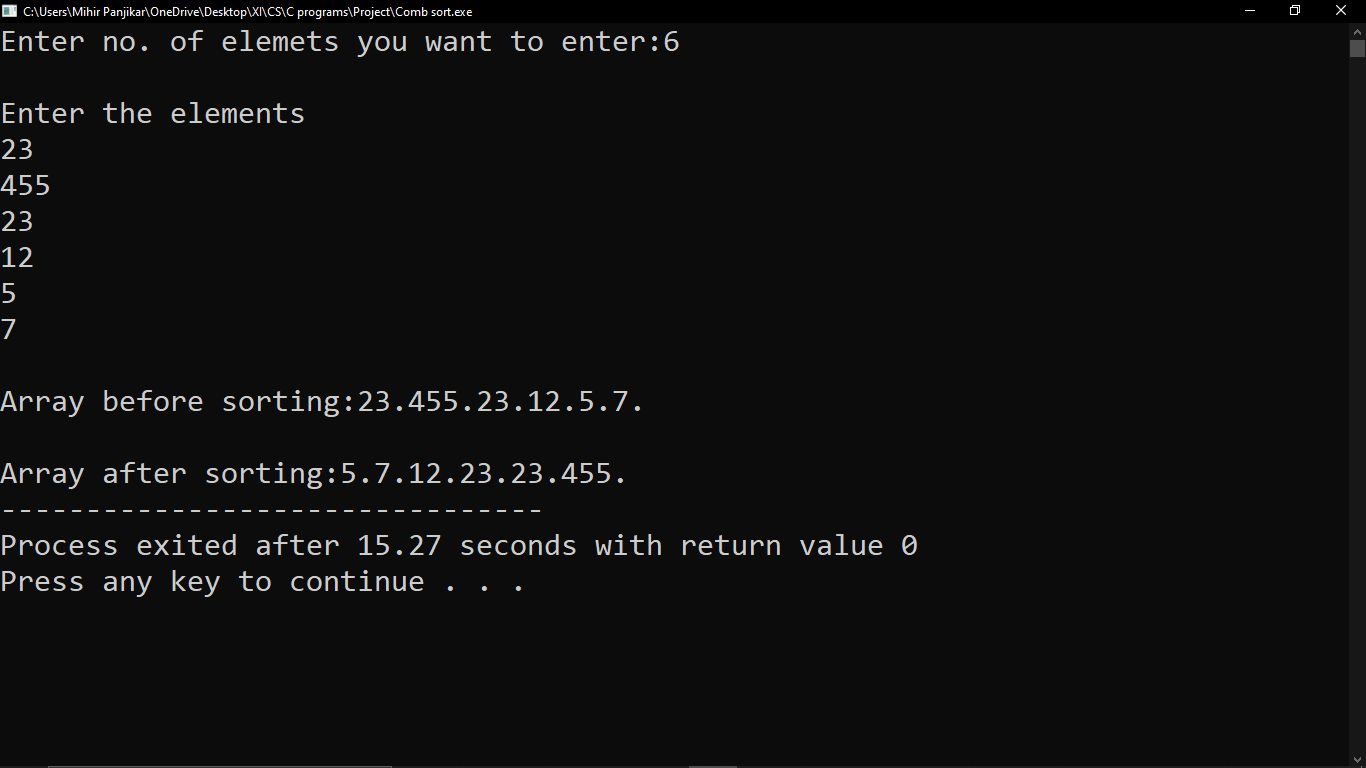 C:\Users\Mihir Panjikar\OneDrive\Desktop\XI\CS\C programs\Project\Comb sort.exe
Enter no. of elemets you want to enter:6
Enter the elements
23
455
23
12
5
7
Array before sorting:23.455.23.12.5.7.
Array after sorting:5.7.12.23.23.455.
--------------------------------
Process exited after 15.27 seconds with return value 0
Press any key to continue . . .